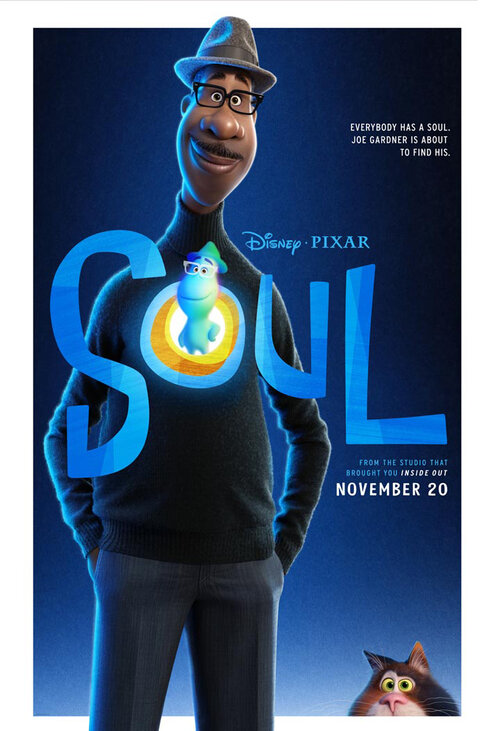 EVERYBODY HAS A SOUL.
JOE GARDNER IS ABOUT
TO FIND HIS.
Disney · PIXAR
SOUL
FROM THE STUDIO THAT
BROUGHT YOU INSIDE OUT
NOVEMBER 20